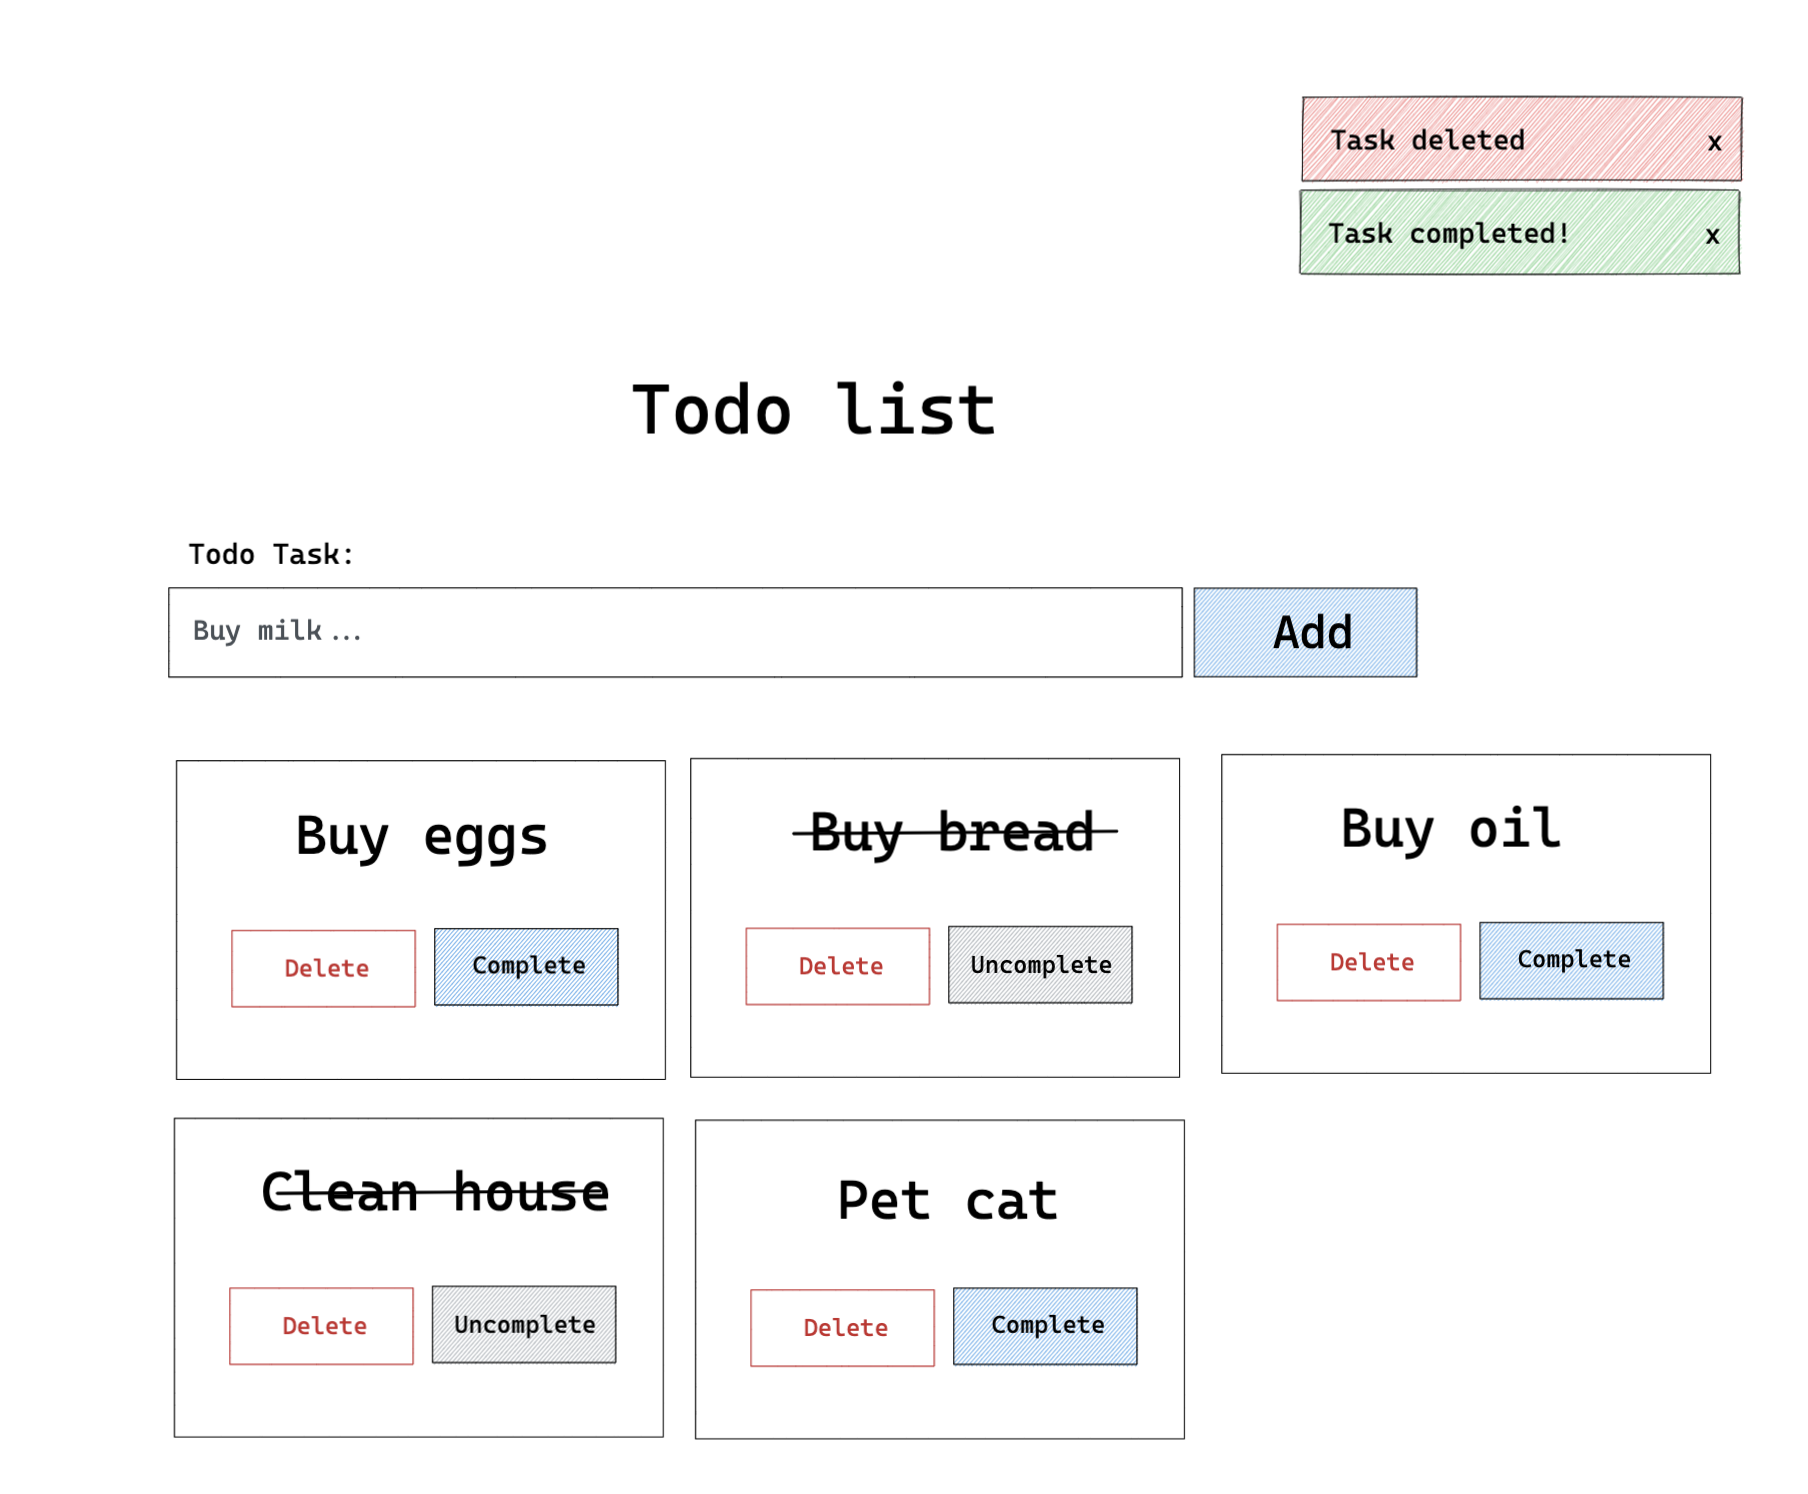 Task deleted x
Task completed! x
Todo list
Todo Task:
Buy milk...
Add
Buy eggs
Delete
Complete
Buy bread
Delete
Uncomplete
Buy oil
Delete
Complete
Clean house
Delete
Uncomplete
Pet cat
Delete
Complete